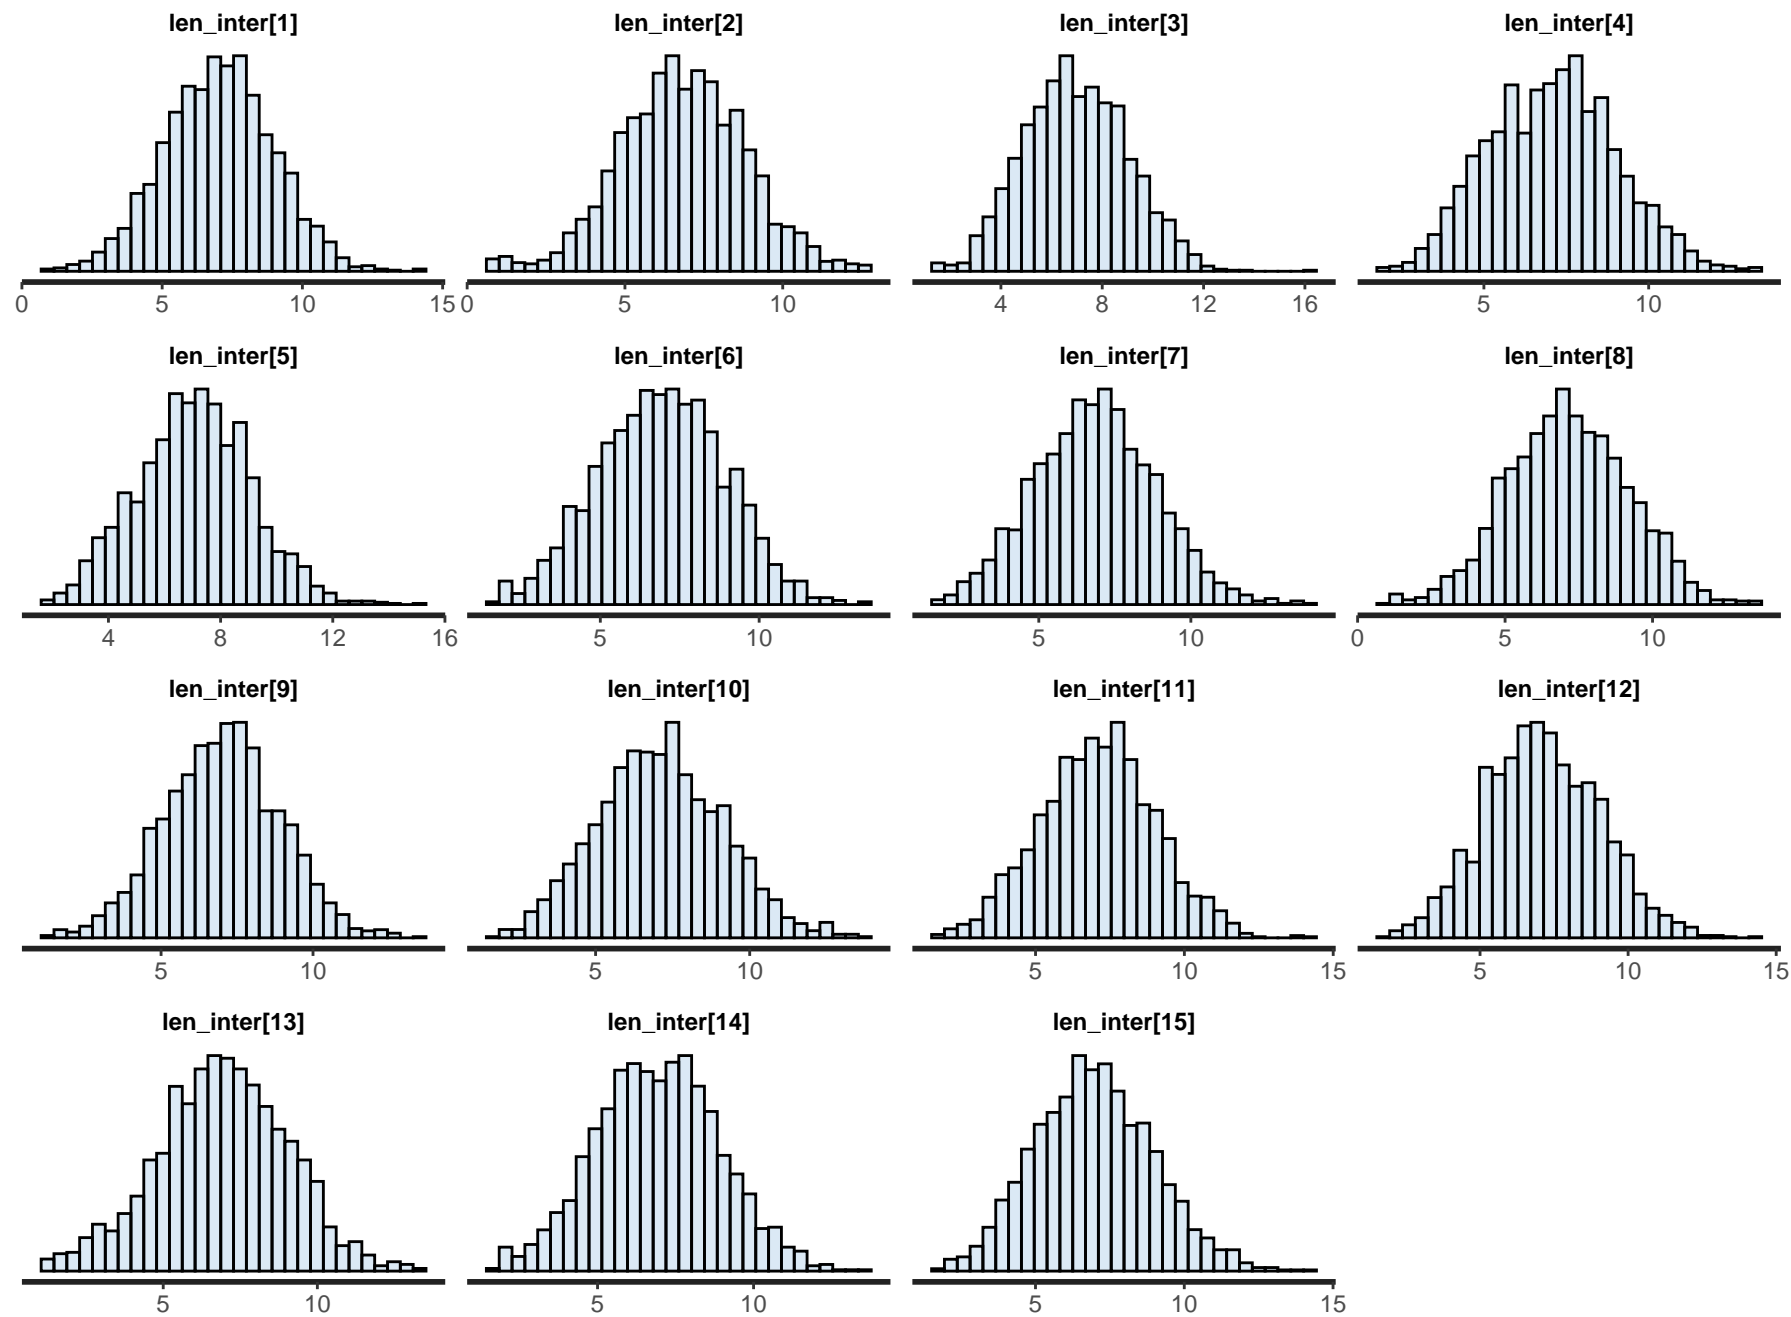 len_inter[1] len_inter[2] len_inter[3] len_inter[4]
0 5 10 15 0 5 10 4 8 12 16 5 10
len_inter[5] len_inter[6] len_inter[7] len_inter[8]
4 8 12 16 5 10 5 10 0 5 10
len_inter[9] len_inter[10] len_inter[11] len_inter[12]
5 10 5 10 5 10 15 5 10 15
len_inter[13] len_inter[14] len_inter[15]
5 10 5 10 5 10 15